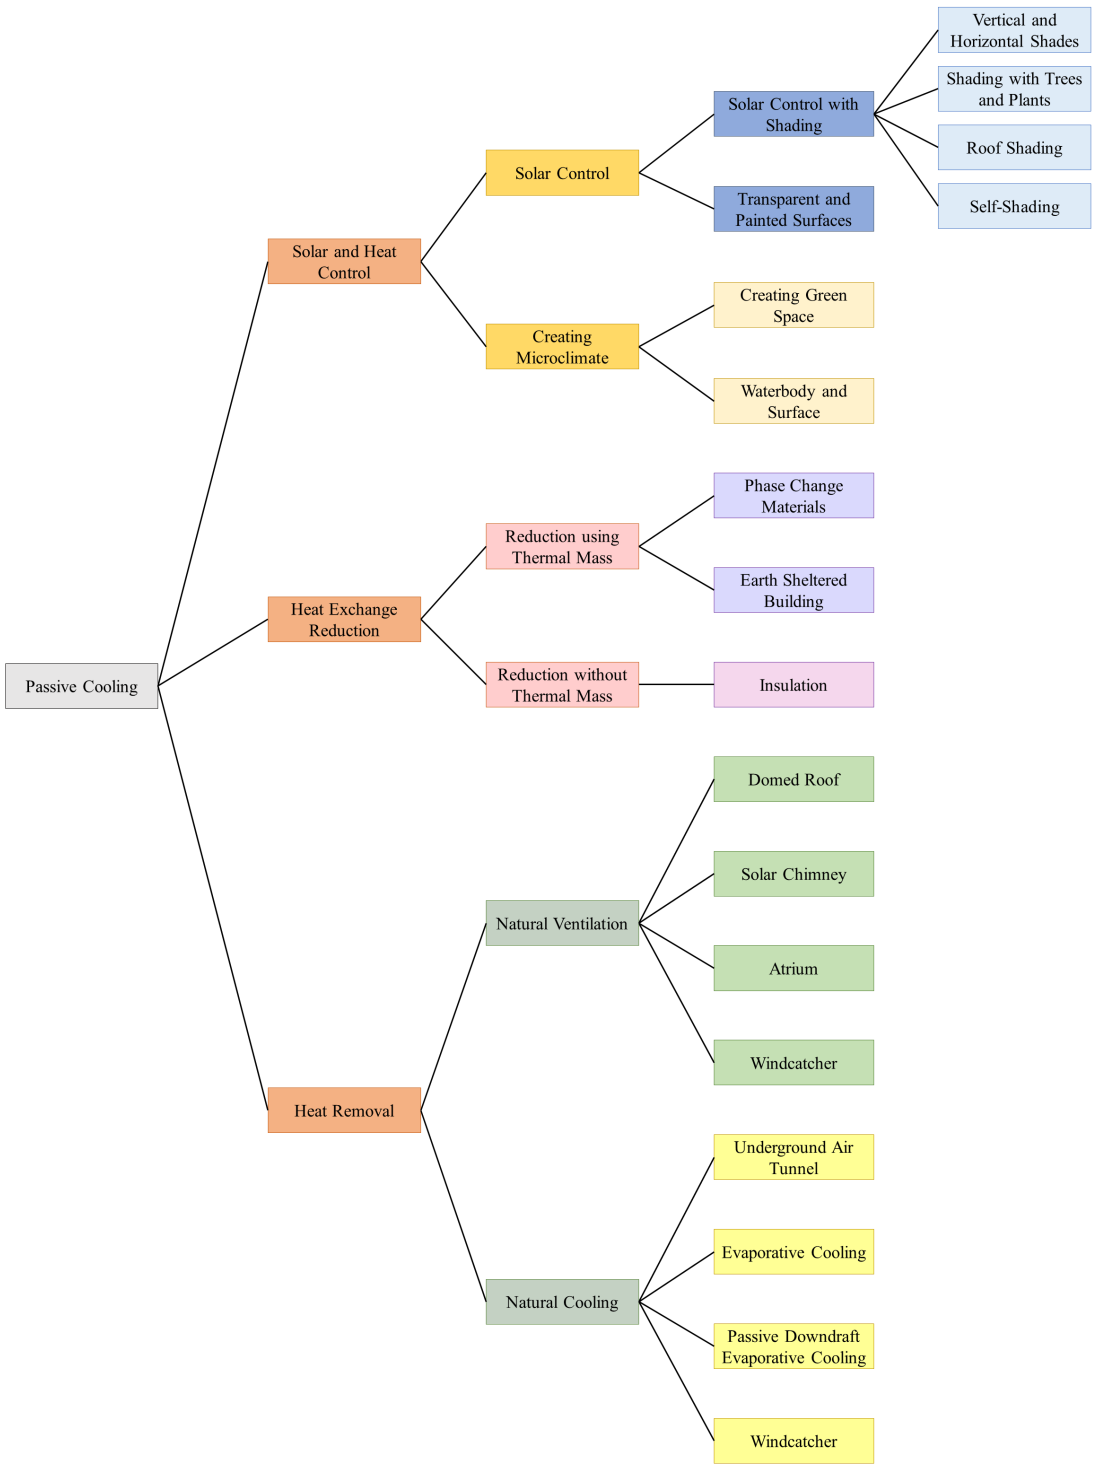 Vertical and
Horizontal Shades
Shading with Trees
and Plants
Solar Control with
Shading
Roof Shading
Solar Control
Self-Shading
Transparent and
Painted Surfaces
Solar and Heat
Control
Creating Green
Space
Creating
Microclimate
Waterbody and
Surface
Phase Change
Materials
Reduction using
Thermal Mass
Earth Sheltered
Building
Heat Exchange
Reduction
Reduction without
Thermal Mass
Insulation
Passive Cooling
Domed Roof
Solar Chimney
Natural Ventilation
Atrium
Windcatcher
Heat Removal
Underground Air
Tunnel
Evaporative Cooling
Natural Cooling
Passive Downdraft
Evaporative Cooling
Windcatcher